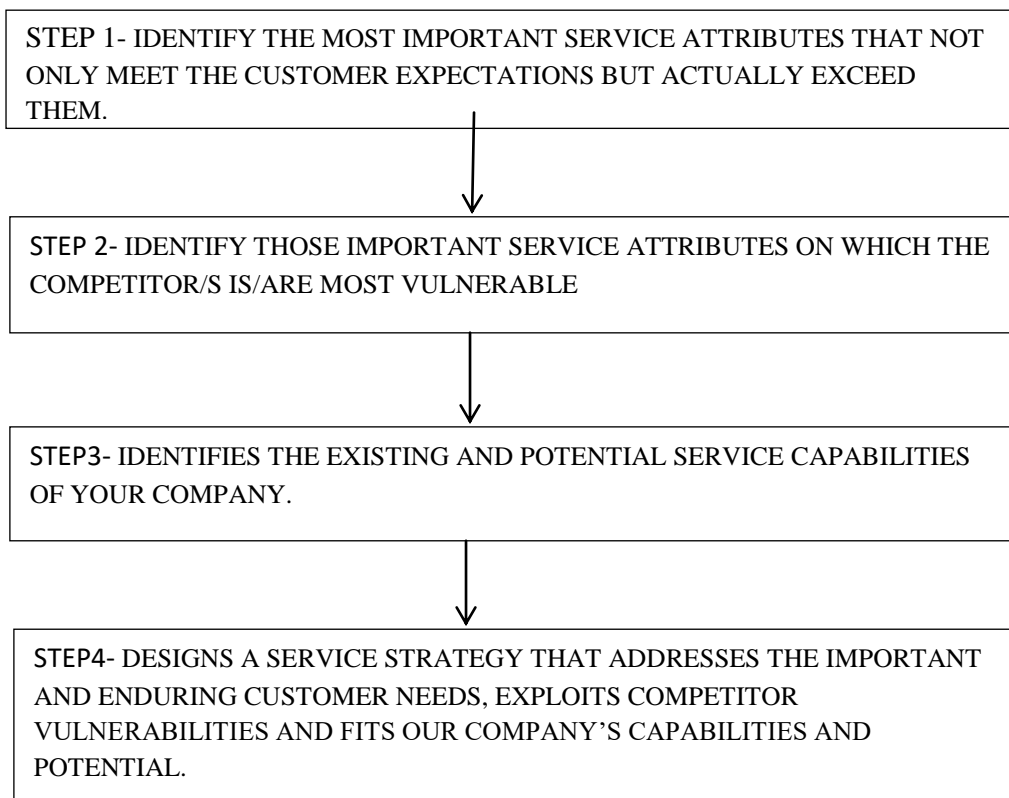 STEP 1- IDENTIFY THE MOST IMPORTANT SERVICE ATTRIBUTES THAT NOT
ONLY MEET THE CUSTOMER EXPECTATIONS BUT ACTUALLY EXCEED
THEM.
STEP 2- IDENTIFY THOSE IMPORTANT SERVICE ATTRIBUTES ON WHICH THE
COMPETITOR/S IS/ARE MOST VULNERABLE
STEP3- IDENTIFIES THE EXISTING AND POTENTIAL SERVICE CAPABILITIES
OF YOUR COMPANY.
STEP4- DESIGNS A SERVICE STRATEGY THAT ADDRESSES THE IMPORTANT
AND ENDURING CUSTOMER NEEDS, EXPLOITS COMPETITOR
VULNERABILITIES AND FITS OUR COMPANY’S CAPABILITIES AND
POTENTIAL.